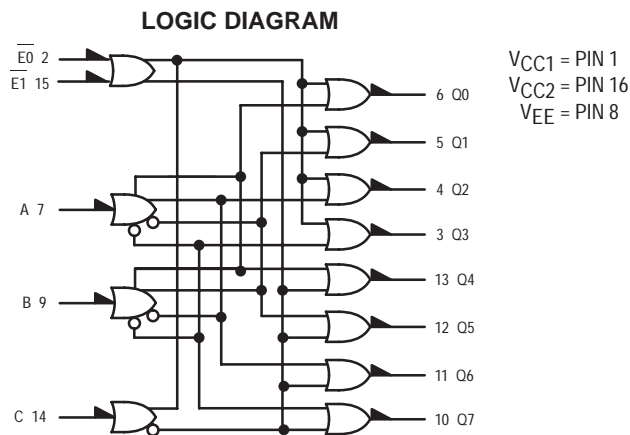 LOGIC DIAGRAM
E0 2
E1 15
A 7
B 9
C 14
6 Q0
5 Q1
4 Q2
3 Q3
13 Q4
12 Q5
11 Q6
10 Q7
VCC1 = PIN 1
VCC2 = PIN 16
VEE = PIN 8